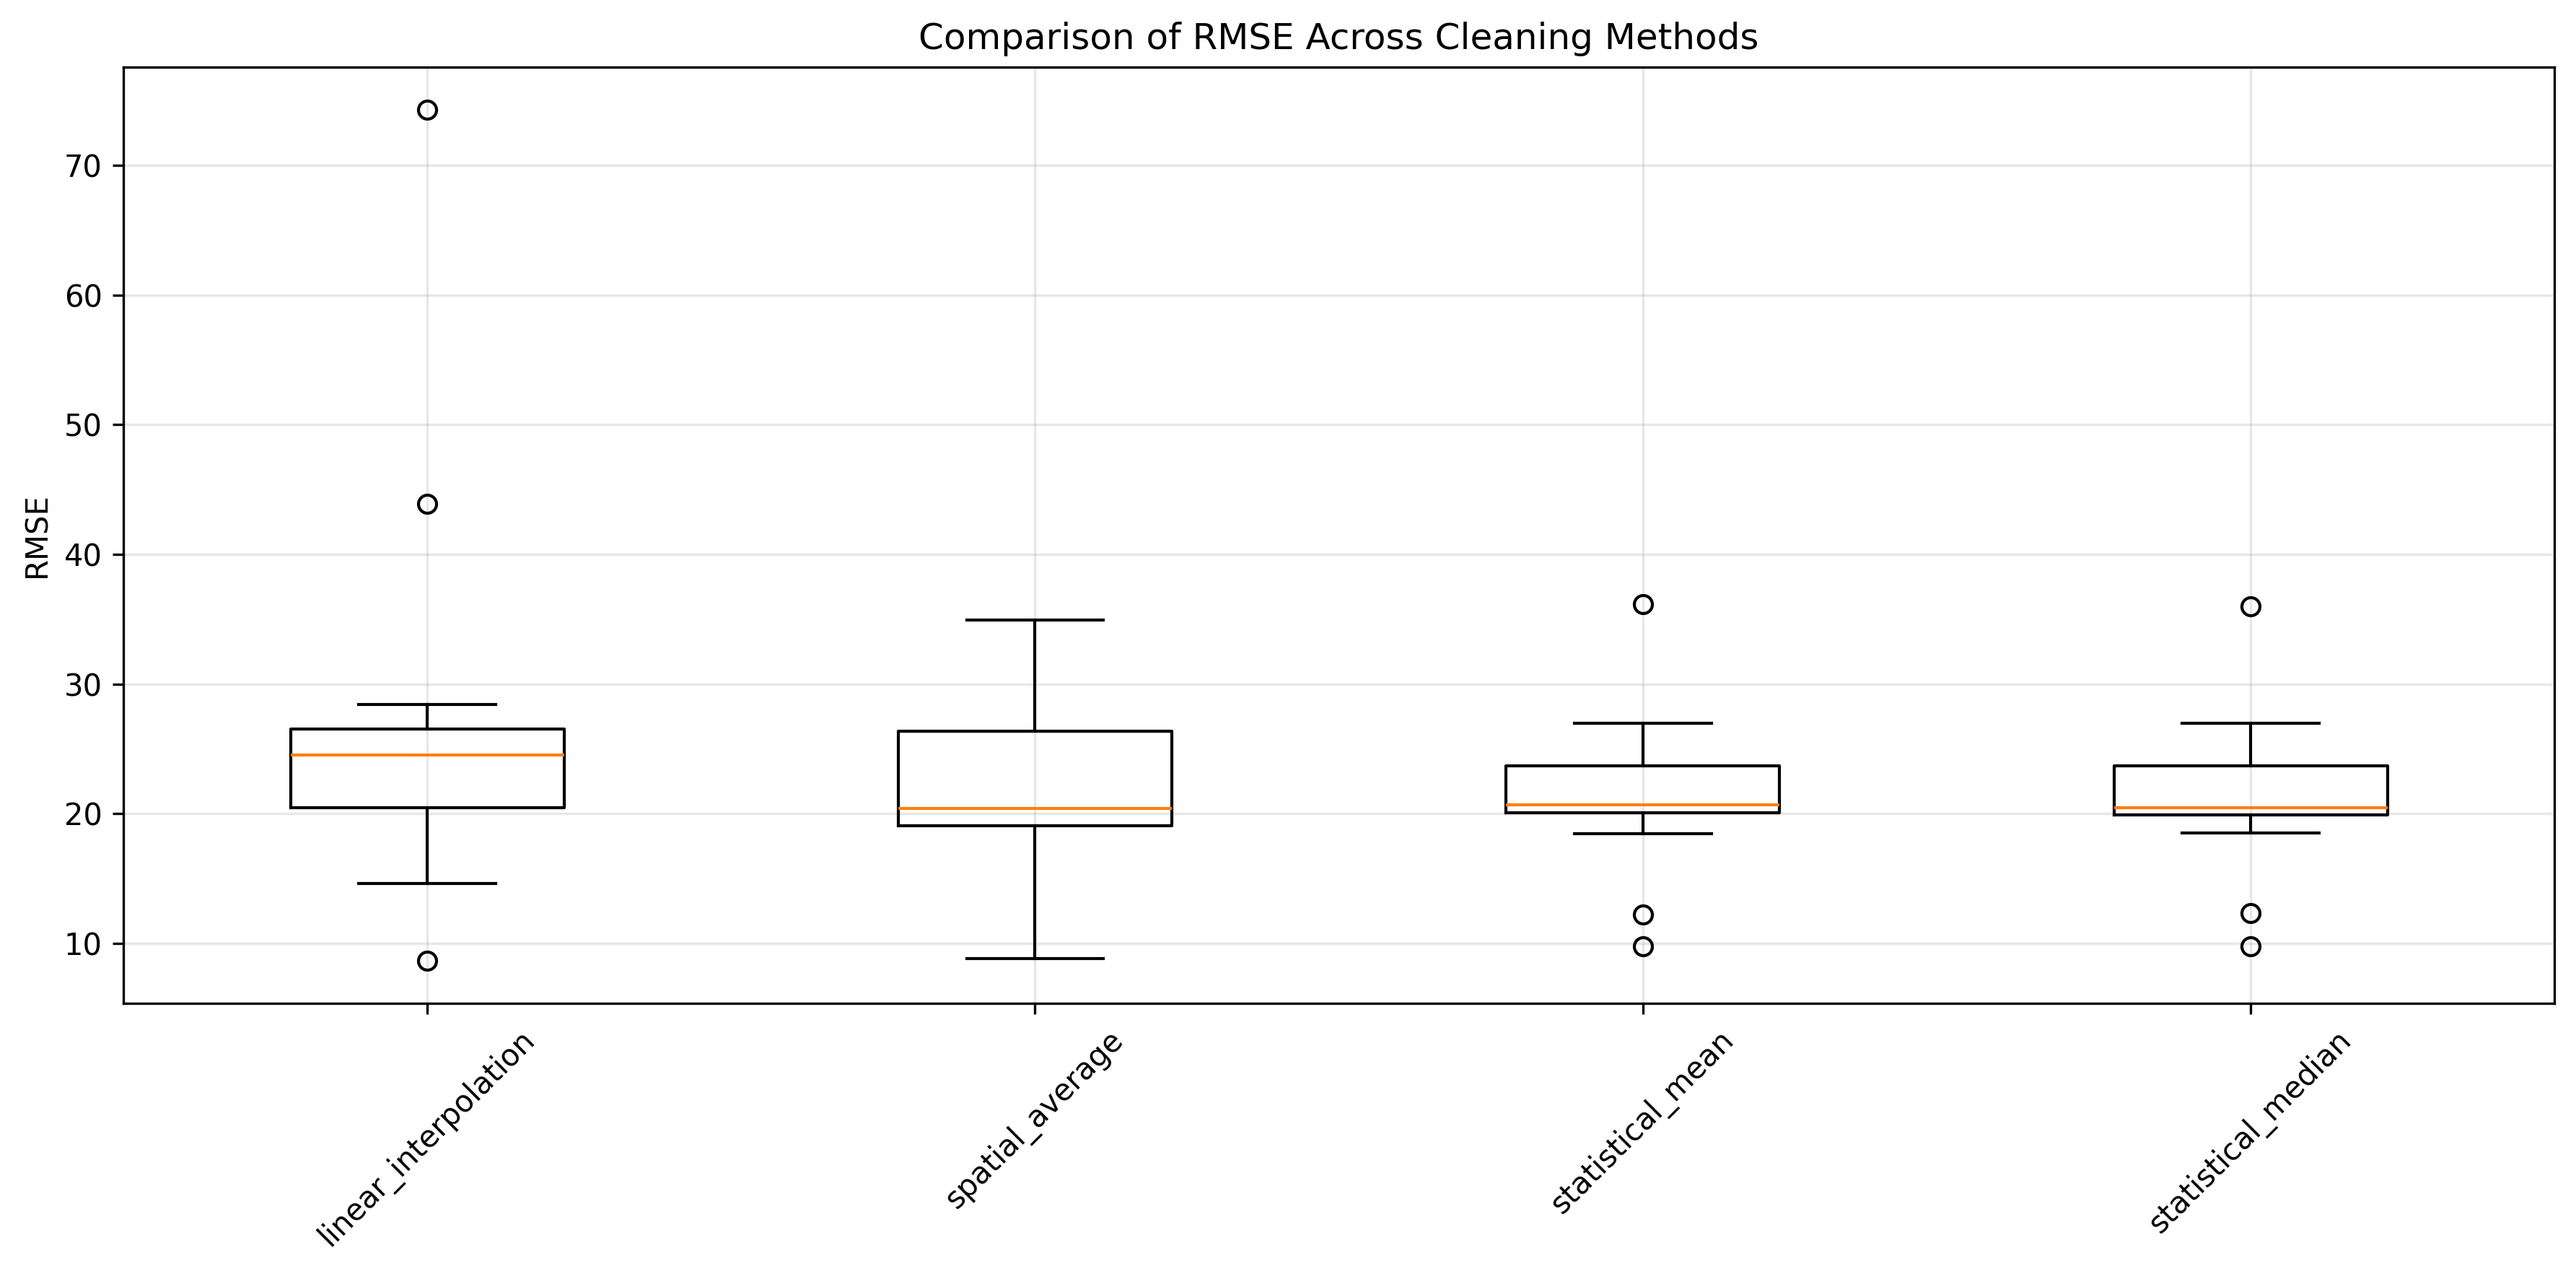 Comparison of RMSE Across Cleaning Methods
RMSE
70
60
50
40
30
20
10
linear_interpolation
spatial_average
statistical_mean
statistical_median